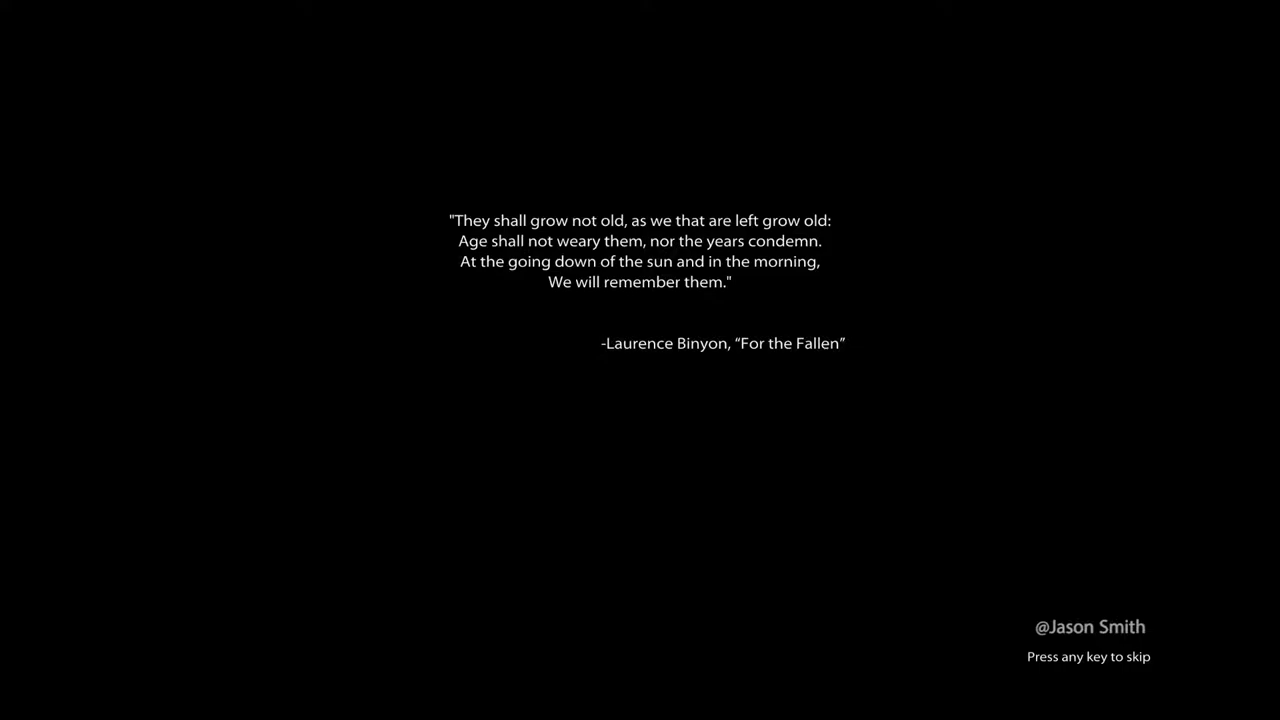 "They shall grow not old, as we that are left grow old:
Age shall not weary them, nor the years condemn.
At the going down of the sun and in the morning,
We will remember them."
-Laurence Binyon, “For the Fallen”
@Jason Smith
Press any key to skip